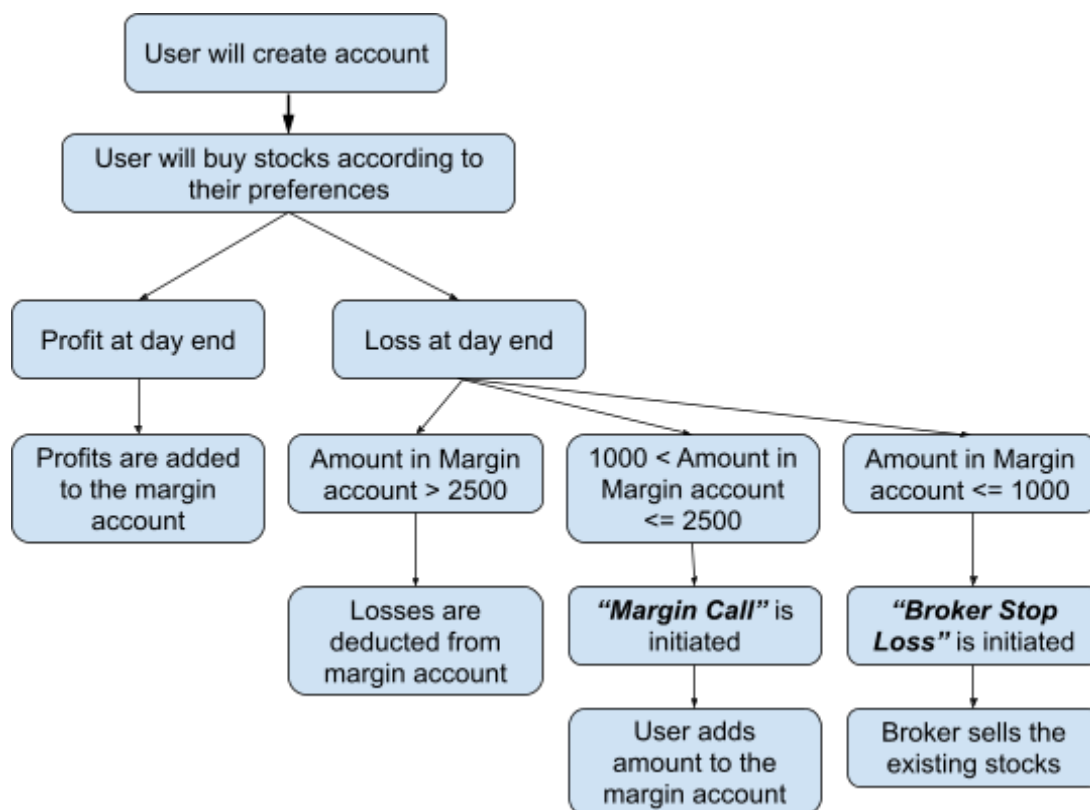 User will create account
User will buy stocks according to
their preferences
Profit at day end
Loss at day end
Profits are added
to the margin
account
Amount in Margin
account > 2500
1000 < Amount in
Margin account
<= 2500
Amount in Margin
account <= 1000
Losses are
deducted from
margin account
“Margin Call” is
initiated
“Broker Stop
Loss” is initiated
User adds
amount to the
margin account
Broker sells the
existing stocks